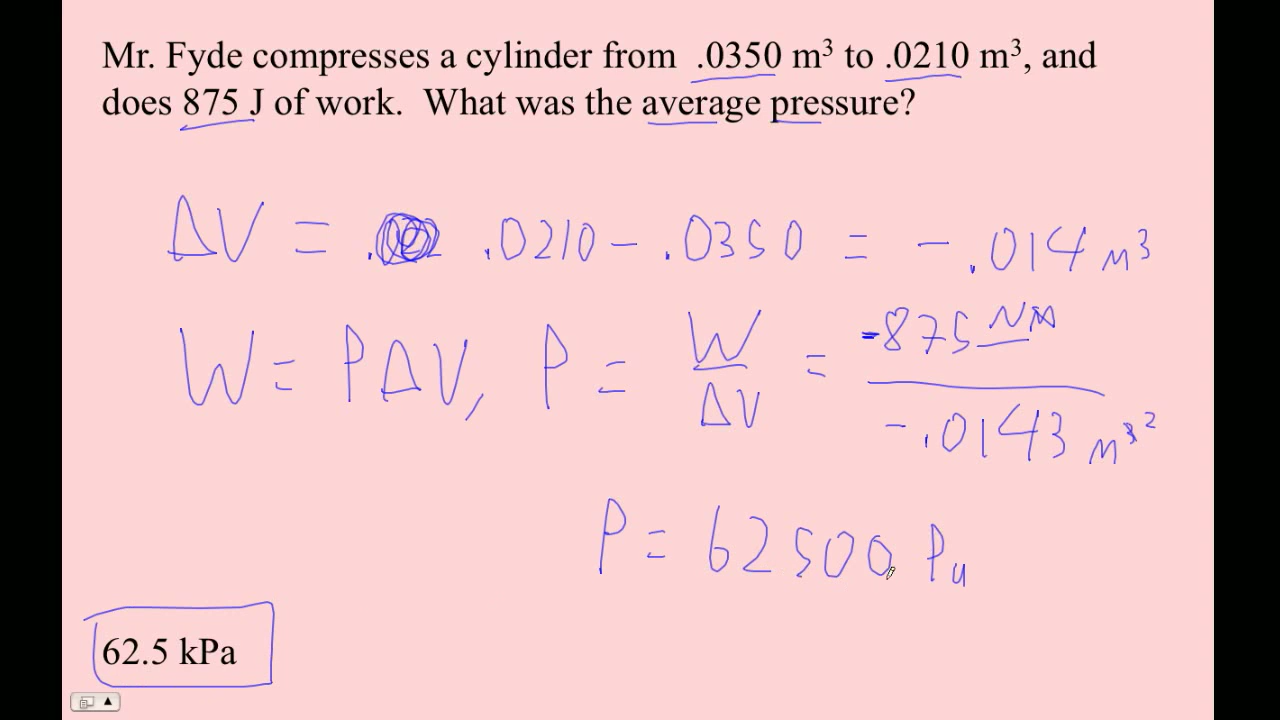 Mr. Fyde compresses a cylinder from .0350 m³ to .0210 m³, and
does 875 J of work. What was the average pressure?
ΔV = .0210 - .0350 = -.014 m³
W = PΔV, P = W/ΔV = -875 NM / -.0143 m³ ²
P = 62500. Pa
62.5 kPa